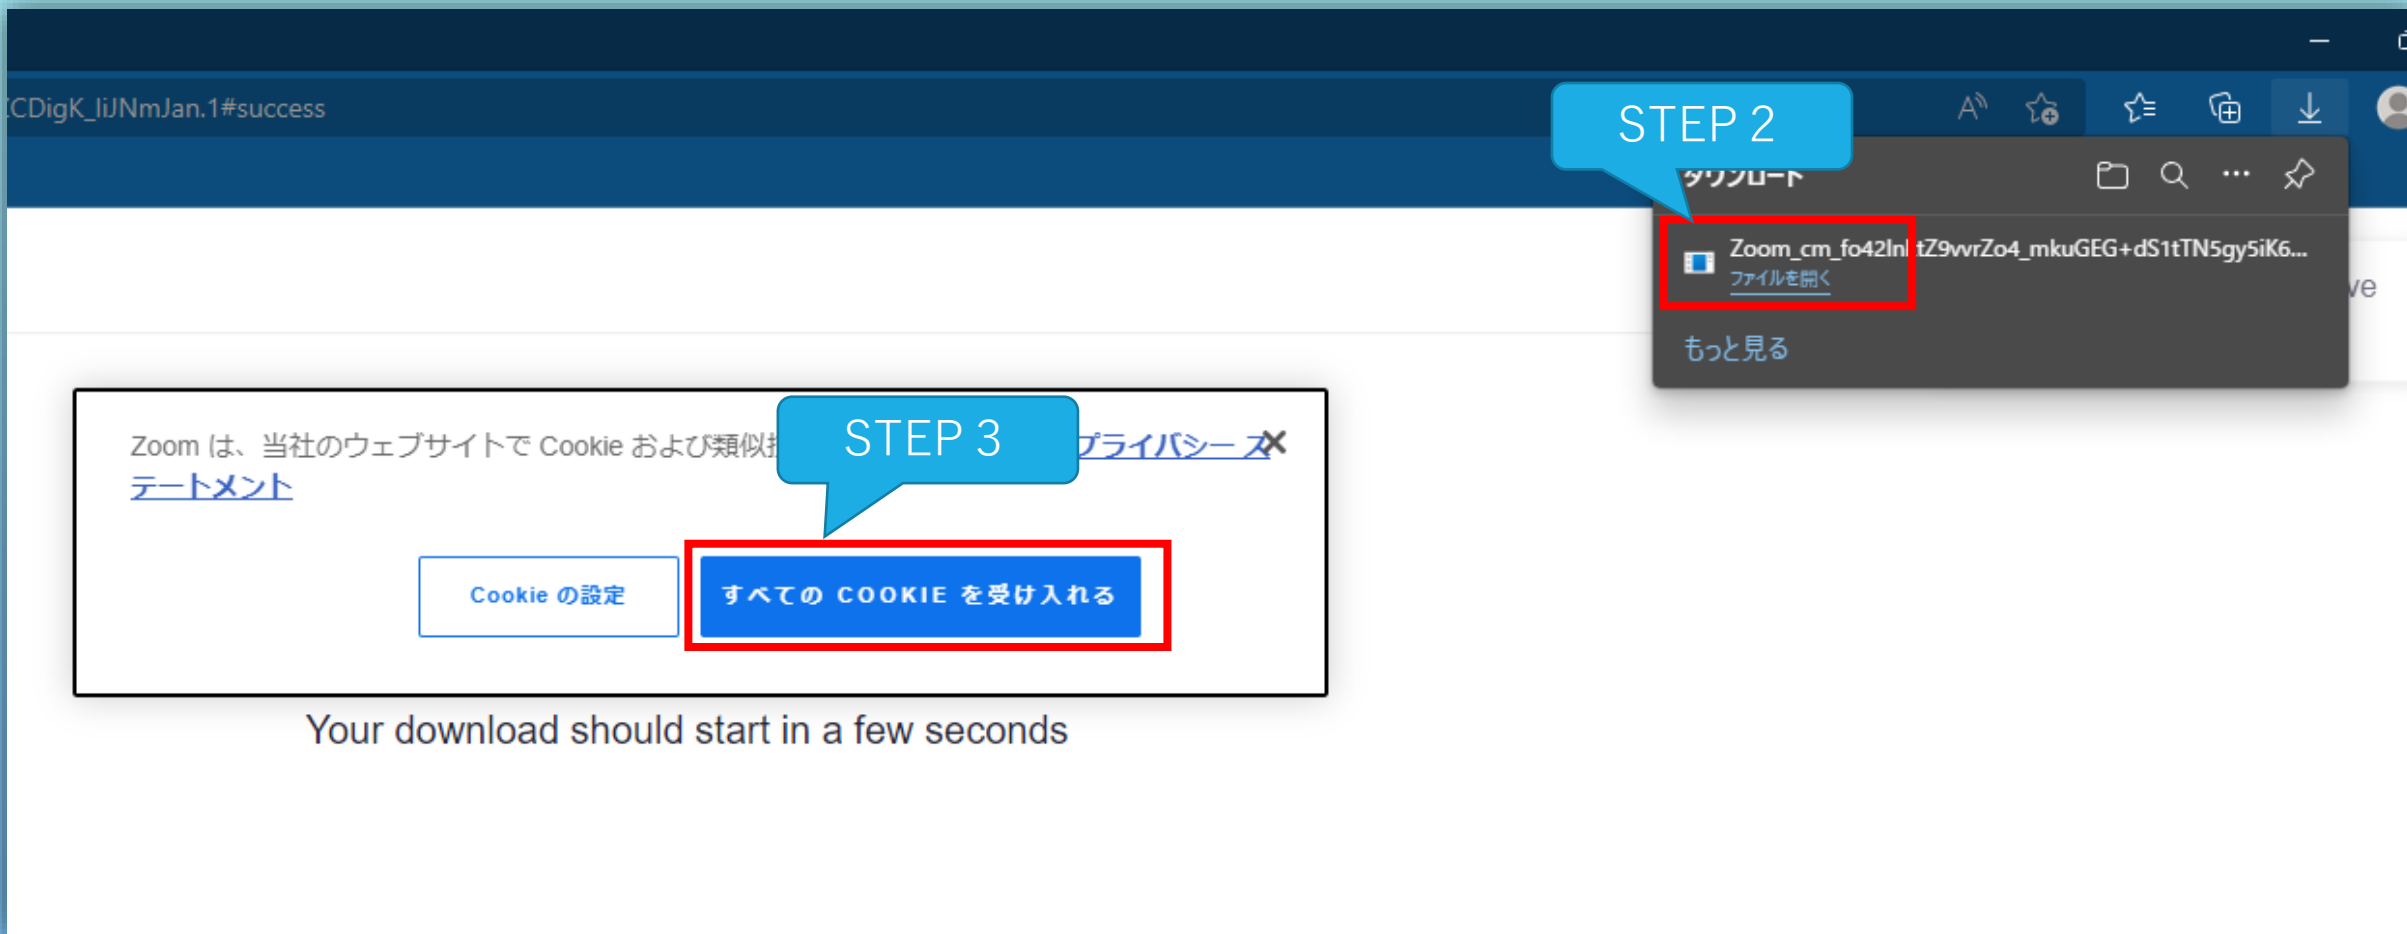 CDigK_IiJNmJan.1#success
STEP 2
ダウンロード
Zoom_cm_fo42ln tZ9vvrZo4_mkuGEG+dS1tTN5gy5iK6...
ファイルを開く
ve
もっと見る
Zoom は、当社のウェブサイトで Cookie および類似
STEP 3
プライバシー ス
テートメント
Cookie の設定
すべての COOKIE を受け入れる
Your download should start in a few seconds